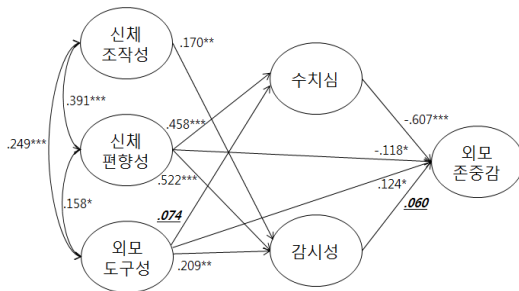 신체
조작성
.170**
수치심
.391***
.458***
-.607***
.249***
신체
편향성
-.118*
외모
존중감
.522***
.124*
.158*
.074
.060
외모
도구성
.209**
감시성